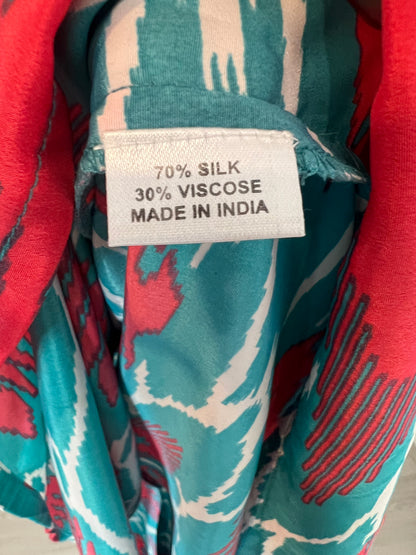 70% SILK
30% VISCOSE
MADE IN INDIA